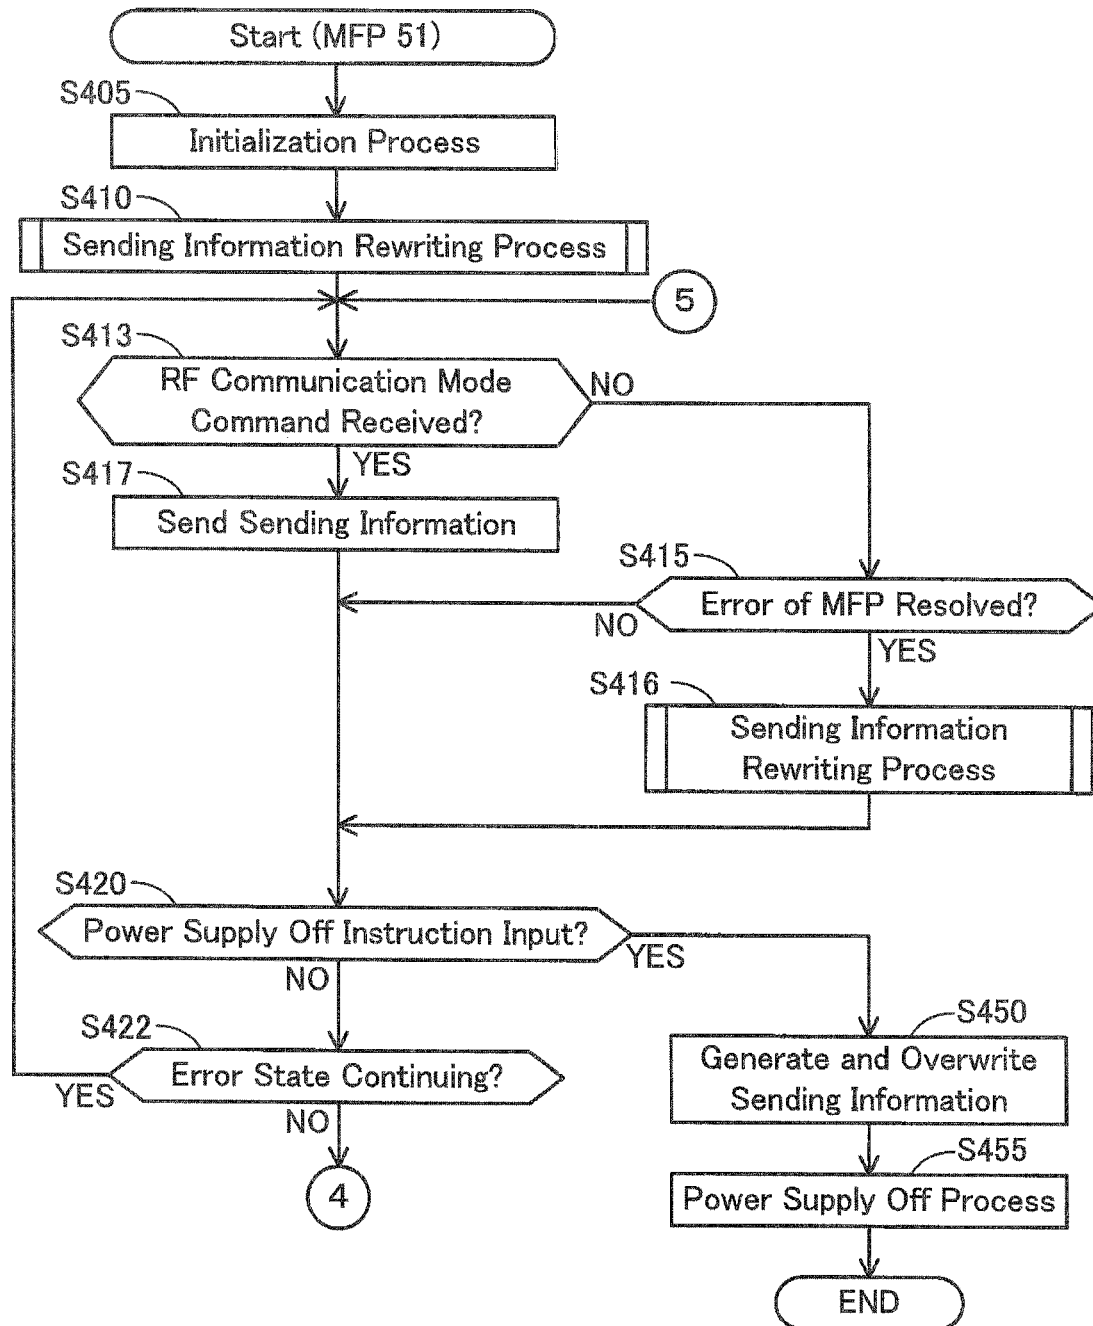 Start (MFP 51)
S405
Initialization Process
S410
Sending Information Rewriting Process
5
S413
RF Communication Mode
Command Received?
NO
YES
S417
Send Sending Information
S415
Error of MFP Resolved?
NO
YES
S416
Sending Information
Rewriting Process
S420
Power Supply Off Instruction Input?
YES
NO
S422
Error State Continuing?
YES
NO
4
S450
Generate and Overwrite
Sending Information
S455
Power Supply Off Process
END